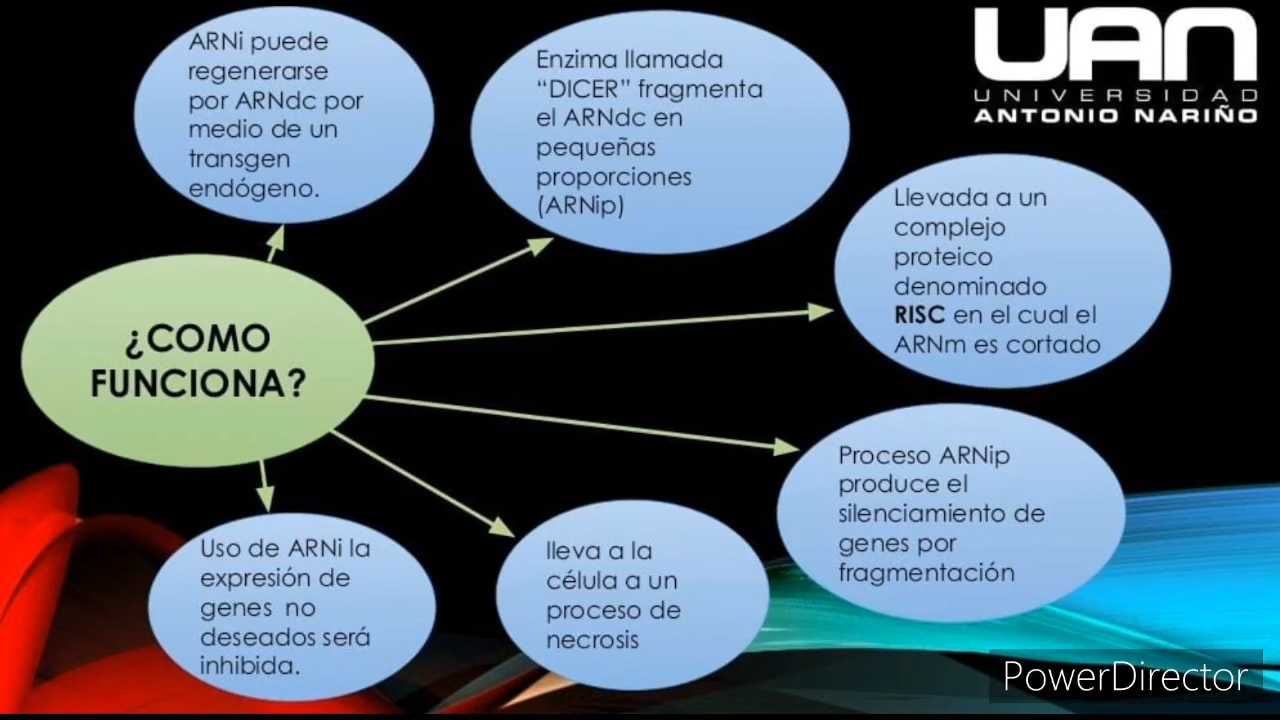 ARNi puede
regenerarse
por ARNdc por
medio de un
transgen
endógeno.
Enzima llamada
“DICER” fragmenta
el ARNdc en
pequeñas
proporciones
(ARNip)
UAN
UNIVERSIDAD
ANTONIO NARIÑO
Llevada a un
complejo
proteico
denominado
RISC en el cual el
ARNm es cortado
¿COMO
FUNCIONA?
Proceso ARNip
produce el
silenciamiento de
genes por
fragmentación
lleva a la
célula a un
proceso de
necrosis
Uso de ARNi la
expresión de
genes no
deseados será
inhibida.
PowerDirector